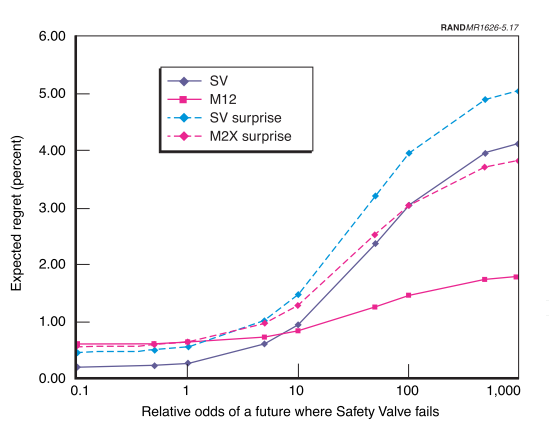 RANDMR1626-5.17
6.00
5.00
4.00
3.00
2.00
1.00
0.00
Expected regret (percent)
SV
M12
SV surprise
M2X surprise
0.1 1 10 100 1,000
Relative odds of a future where Safety Valve fails